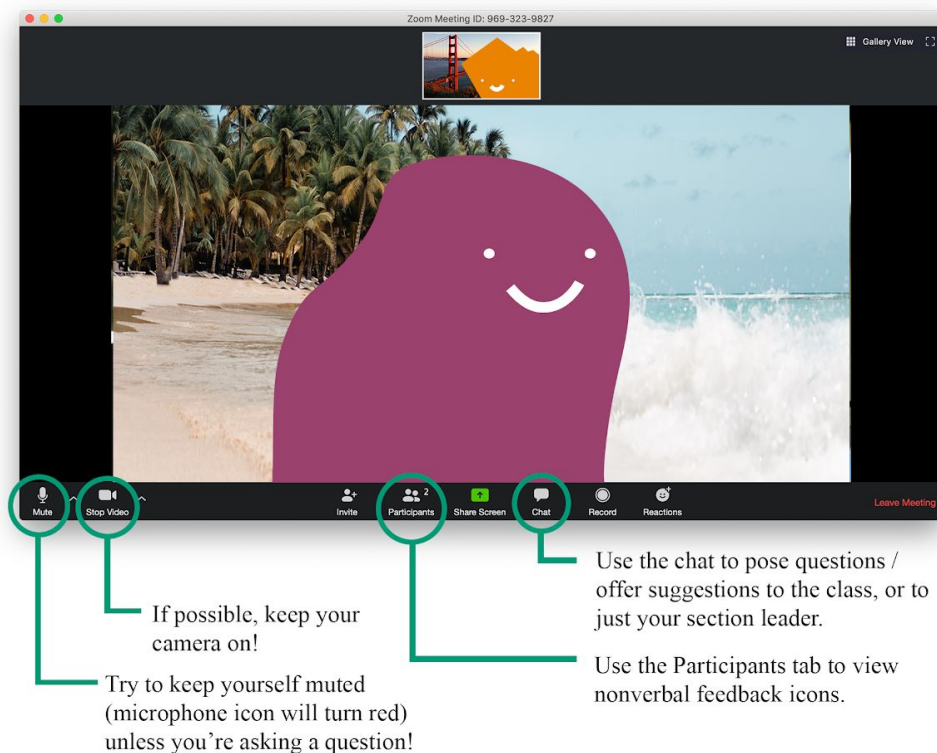 Zoom Meeting ID: 969-323-9827
Gallery View
Mute
Stop Video
Invite
Participants
2
Share Screen
Chat
Record
Reactions
Leave Meeting
Use the chat to pose questions /
offer suggestions to the class, or to
just your section leader.
If possible, keep your
camera on!
Use the Participants tab to view
nonverbal feedback icons.
Try to keep yourself muted
(microphone icon will turn red)
unless you’re asking a question!